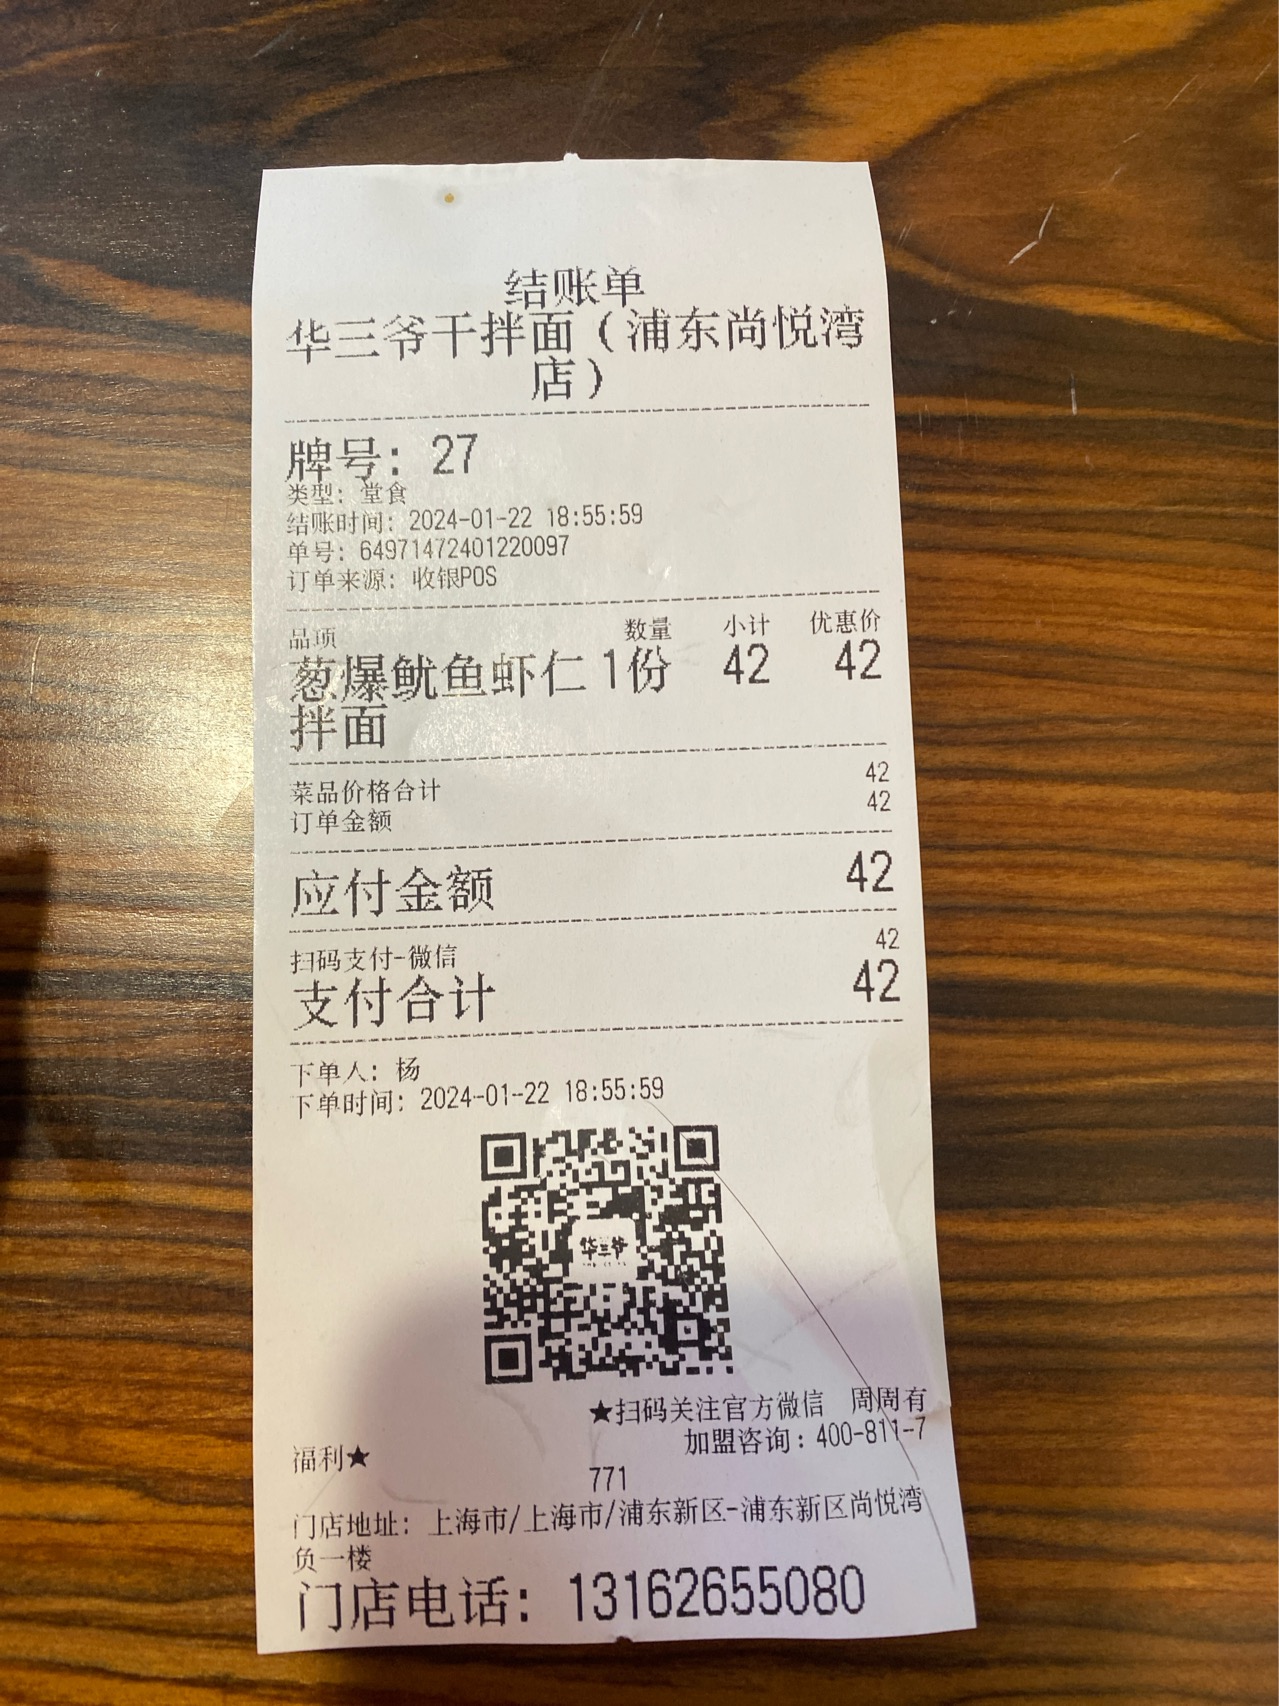 结账单
华三爷干拌面（浦东尚悦湾
店）
牌号：27
类型：堂食
结账时间：2024-01-22 18:55:59
单号：64971472401220097
订单来源：收银POS
品项 数量 小计 优惠价
葱爆鱿鱼虾仁 1份 42 42
拌面
菜品价格合计 42
订单金额 42
应付金额 42
扫码支付-微信 42
支付合计 42
下单人：杨
下单时间：2024-01-22 18:55:59
华三爷
★扫码关注官方微信 周周有
福利★ 加盟咨询：400-811-7
771
门店地址：上海市/上海市/浦东新区-浦东新区尚悦湾
负一楼
门店电话：13162655080